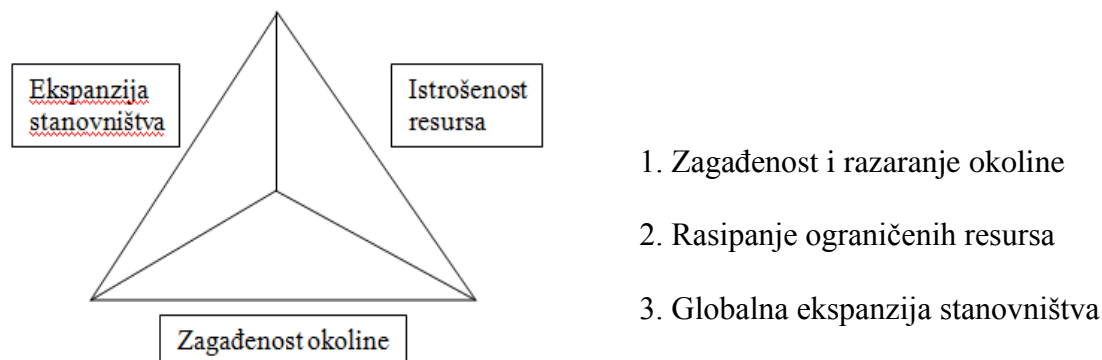 Ekspanzija
stanovništva
Istrošenost
resursa
Zagađenost okoline
1. Zagađenost i razaranje okoline
2. Rasipanje ograničenih resursa
3. Globalna ekspanzija stanovništva